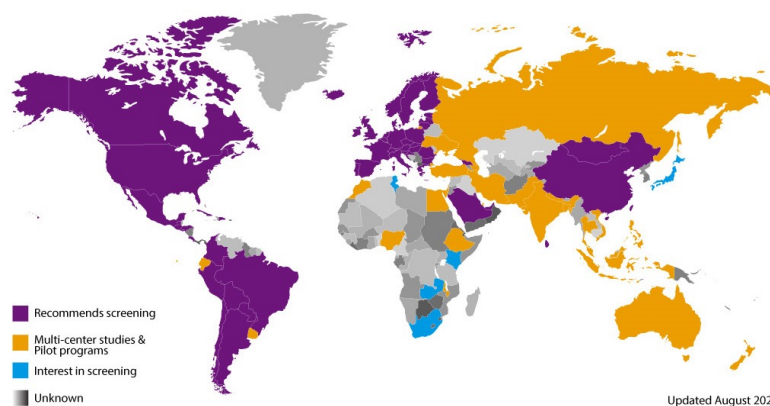 Recommends screening
Multi-center studies &
Pilot programs
Interest in screening
Unknown
Updated August 202